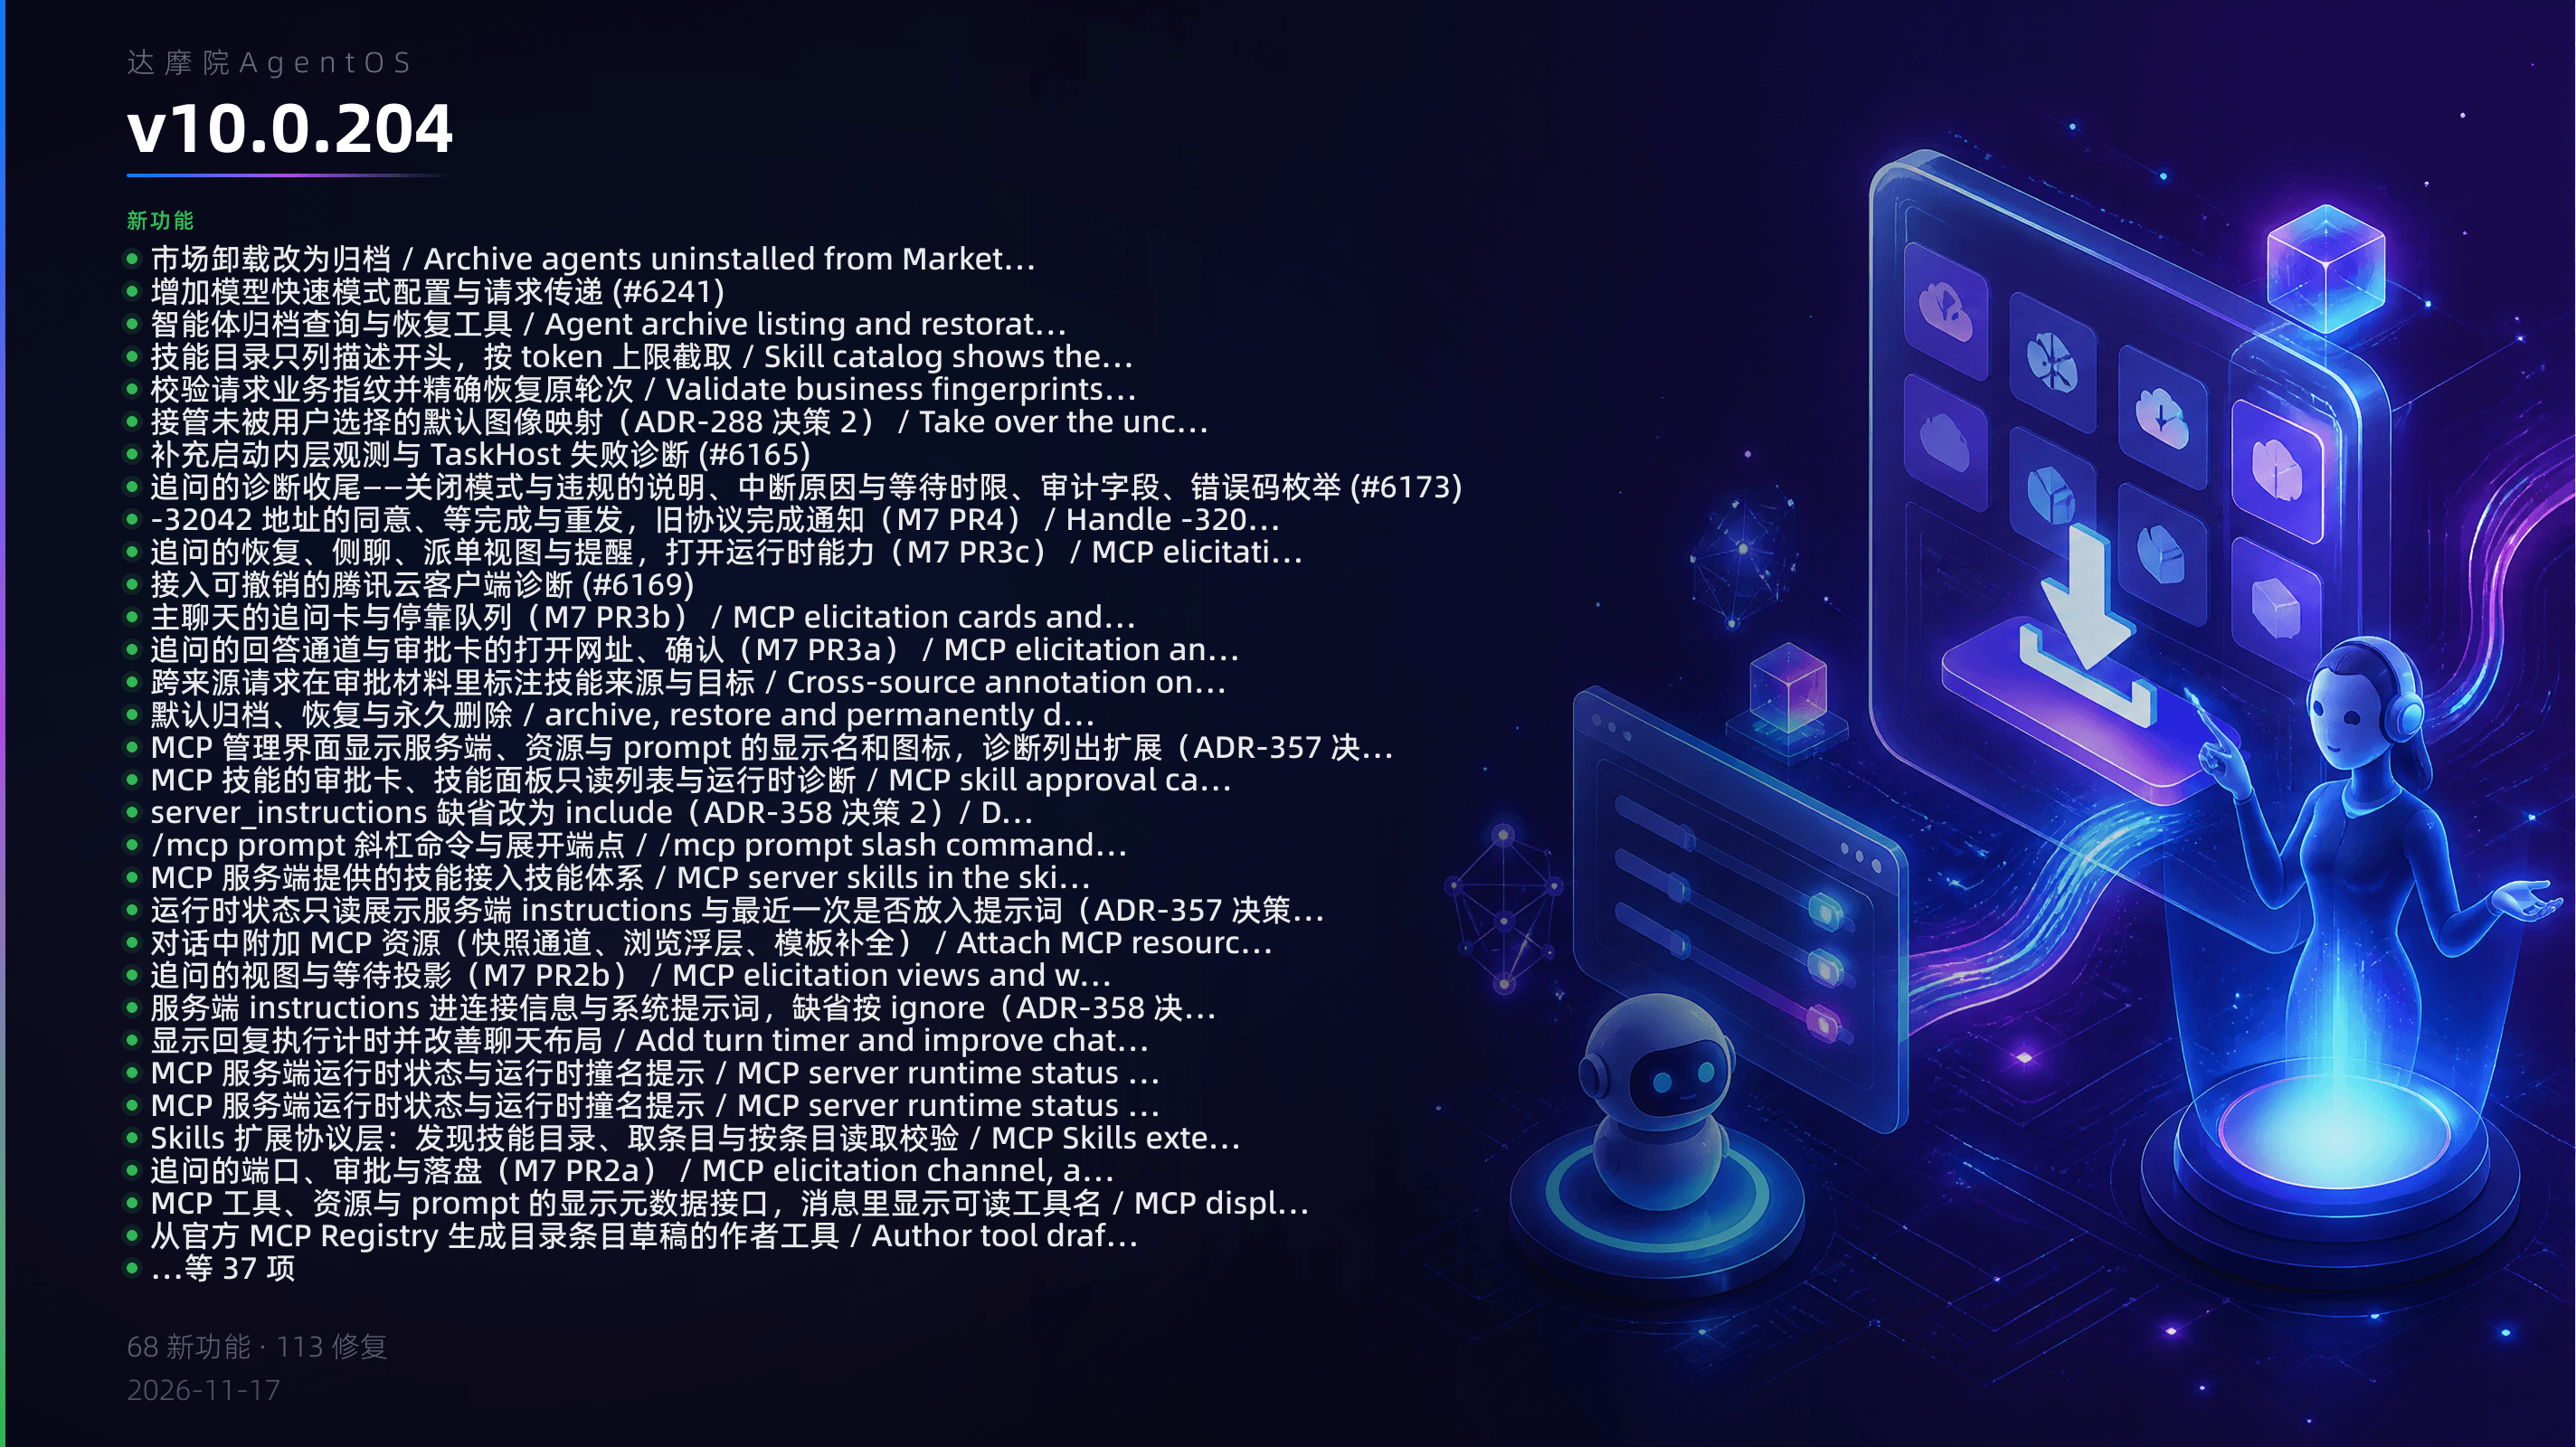 达摩院AgentOS
v10.0.204
新功能
市场卸载改为归档 / Archive agents uninstalled from Market...
增加模型快速模式配置与请求传递 (#6241)
智能体归档查询与恢复工具 / Agent archive listing and restorat...
技能目录只列描述开头，按 token 上限截取 / Skill catalog shows the...
校验请求业务指纹并精确恢复原轮次 / Validate business fingerprints...
接管未被用户选择的默认图像映射（ADR-288 决策 2） / Take over the unc...
补充启动内层观测与 TaskHost 失败诊断 (#6165)
追问的诊断收尾——关闭模式与违规的说明、中断原因与等待时限、审计字段、错误码枚举 (#6173)
-32042 地址的同意、等完成与重发，旧协议完成通知（M7 PR4） / Handle -320...
追问的恢复、侧聊、派单视图与提醒，打开运行时能力（M7 PR3c） / MCP elicitati...
接入可撤销的腾讯云客户端诊断 (#6169)
主聊天的追问卡与停靠队列（M7 PR3b） / MCP elicitation cards and...
追问的回答通道与审批卡的打开网址、确认（M7 PR3a） / MCP elicitation an...
跨来源请求在审批材料里标注技能来源与目标 / Cross-source annotation on...
默认归档、恢复与永久删除 / archive, restore and permanently d...
MCP 管理界面显示服务端、资源与 prompt 的显示名和图标，诊断列出扩展（ADR-357 决...
MCP 技能的审批卡、技能面板只读列表与运行时诊断 / MCP skill approval ca...
server_instructions 缺省改为 include（ADR-358 决策 2）/ D...
/mcp prompt 斜杠命令与展开端点 / /mcp prompt slash command...
MCP 服务端提供的技能接入技能体系 / MCP server skills in the ski...
运行时状态只读展示服务端 instructions 与最近一次是否放入提示词（ADR-357 决策...
对话中附加 MCP 资源（快照通道、浏览浮层、模板补全） / Attach MCP resourc...
追问的视图与等待投影（M7 PR2b） / MCP elicitation views and w...
服务端 instructions 进连接信息与系统提示词，缺省按 ignore（ADR-358 决...
显示回复执行计时并改善聊天布局 / Add turn timer and improve chat...
MCP 服务端运行时状态与运行时撞名提示 / MCP server runtime status ...
MCP 服务端运行时状态与运行时撞名提示 / MCP server runtime status ...
Skills 扩展协议层：发现技能目录、取条目与按条目读取校验 / MCP Skills exte...
追问的端口、审批与落盘（M7 PR2a） / MCP elicitation channel, a...
MCP 工具、资源与 prompt 的显示元数据接口，消息里显示可读工具名 / MCP displ...
从官方 MCP Registry 生成目录条目草稿的作者工具 / Author tool draf...
...等 37 项
68 新功能 · 113 修复
2026-11-17